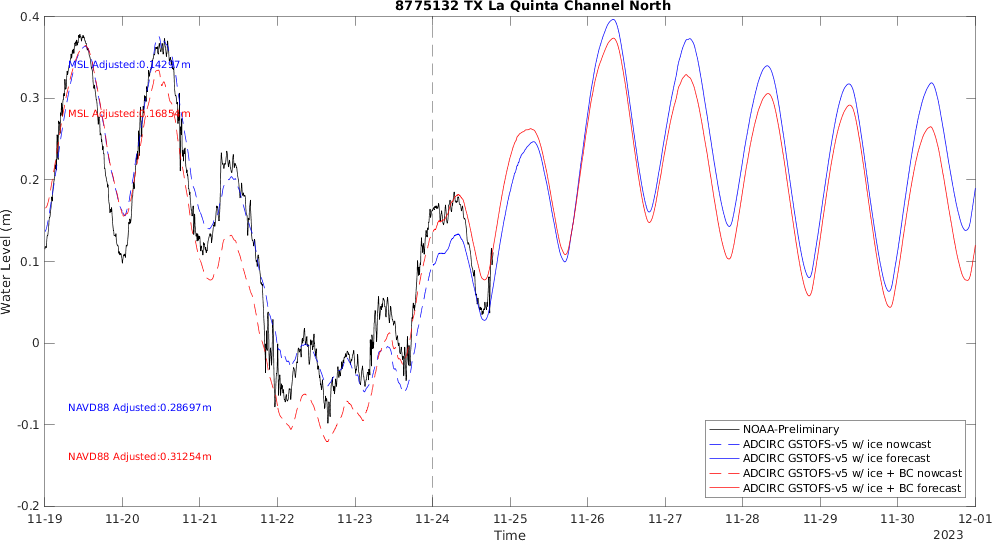 8775132 TX La Quinta Channel North
0.4
0.3
0.2
0.1
0
-0.1
-0.2
Water Level (m)
MSL Adjusted:0.14297m
MSL Adjusted:0.16854m
NAVD88 Adjusted:0.28697m
NAVD88 Adjusted:0.31254m
NOAA-Preliminary
ADCIRC GSTOFS-v5 w/ ice nowcast
ADCIRC GSTOFS-v5 w/ ice forecast
ADCIRC GSTOFS-v5 w/ ice + BC nowcast
ADCIRC GSTOFS-v5 w/ ice + BC forecast
11-19 11-20 11-21 11-22 11-23 11-24 11-25 11-26 11-27 11-28 11-29 11-30 12-01
Time
2023